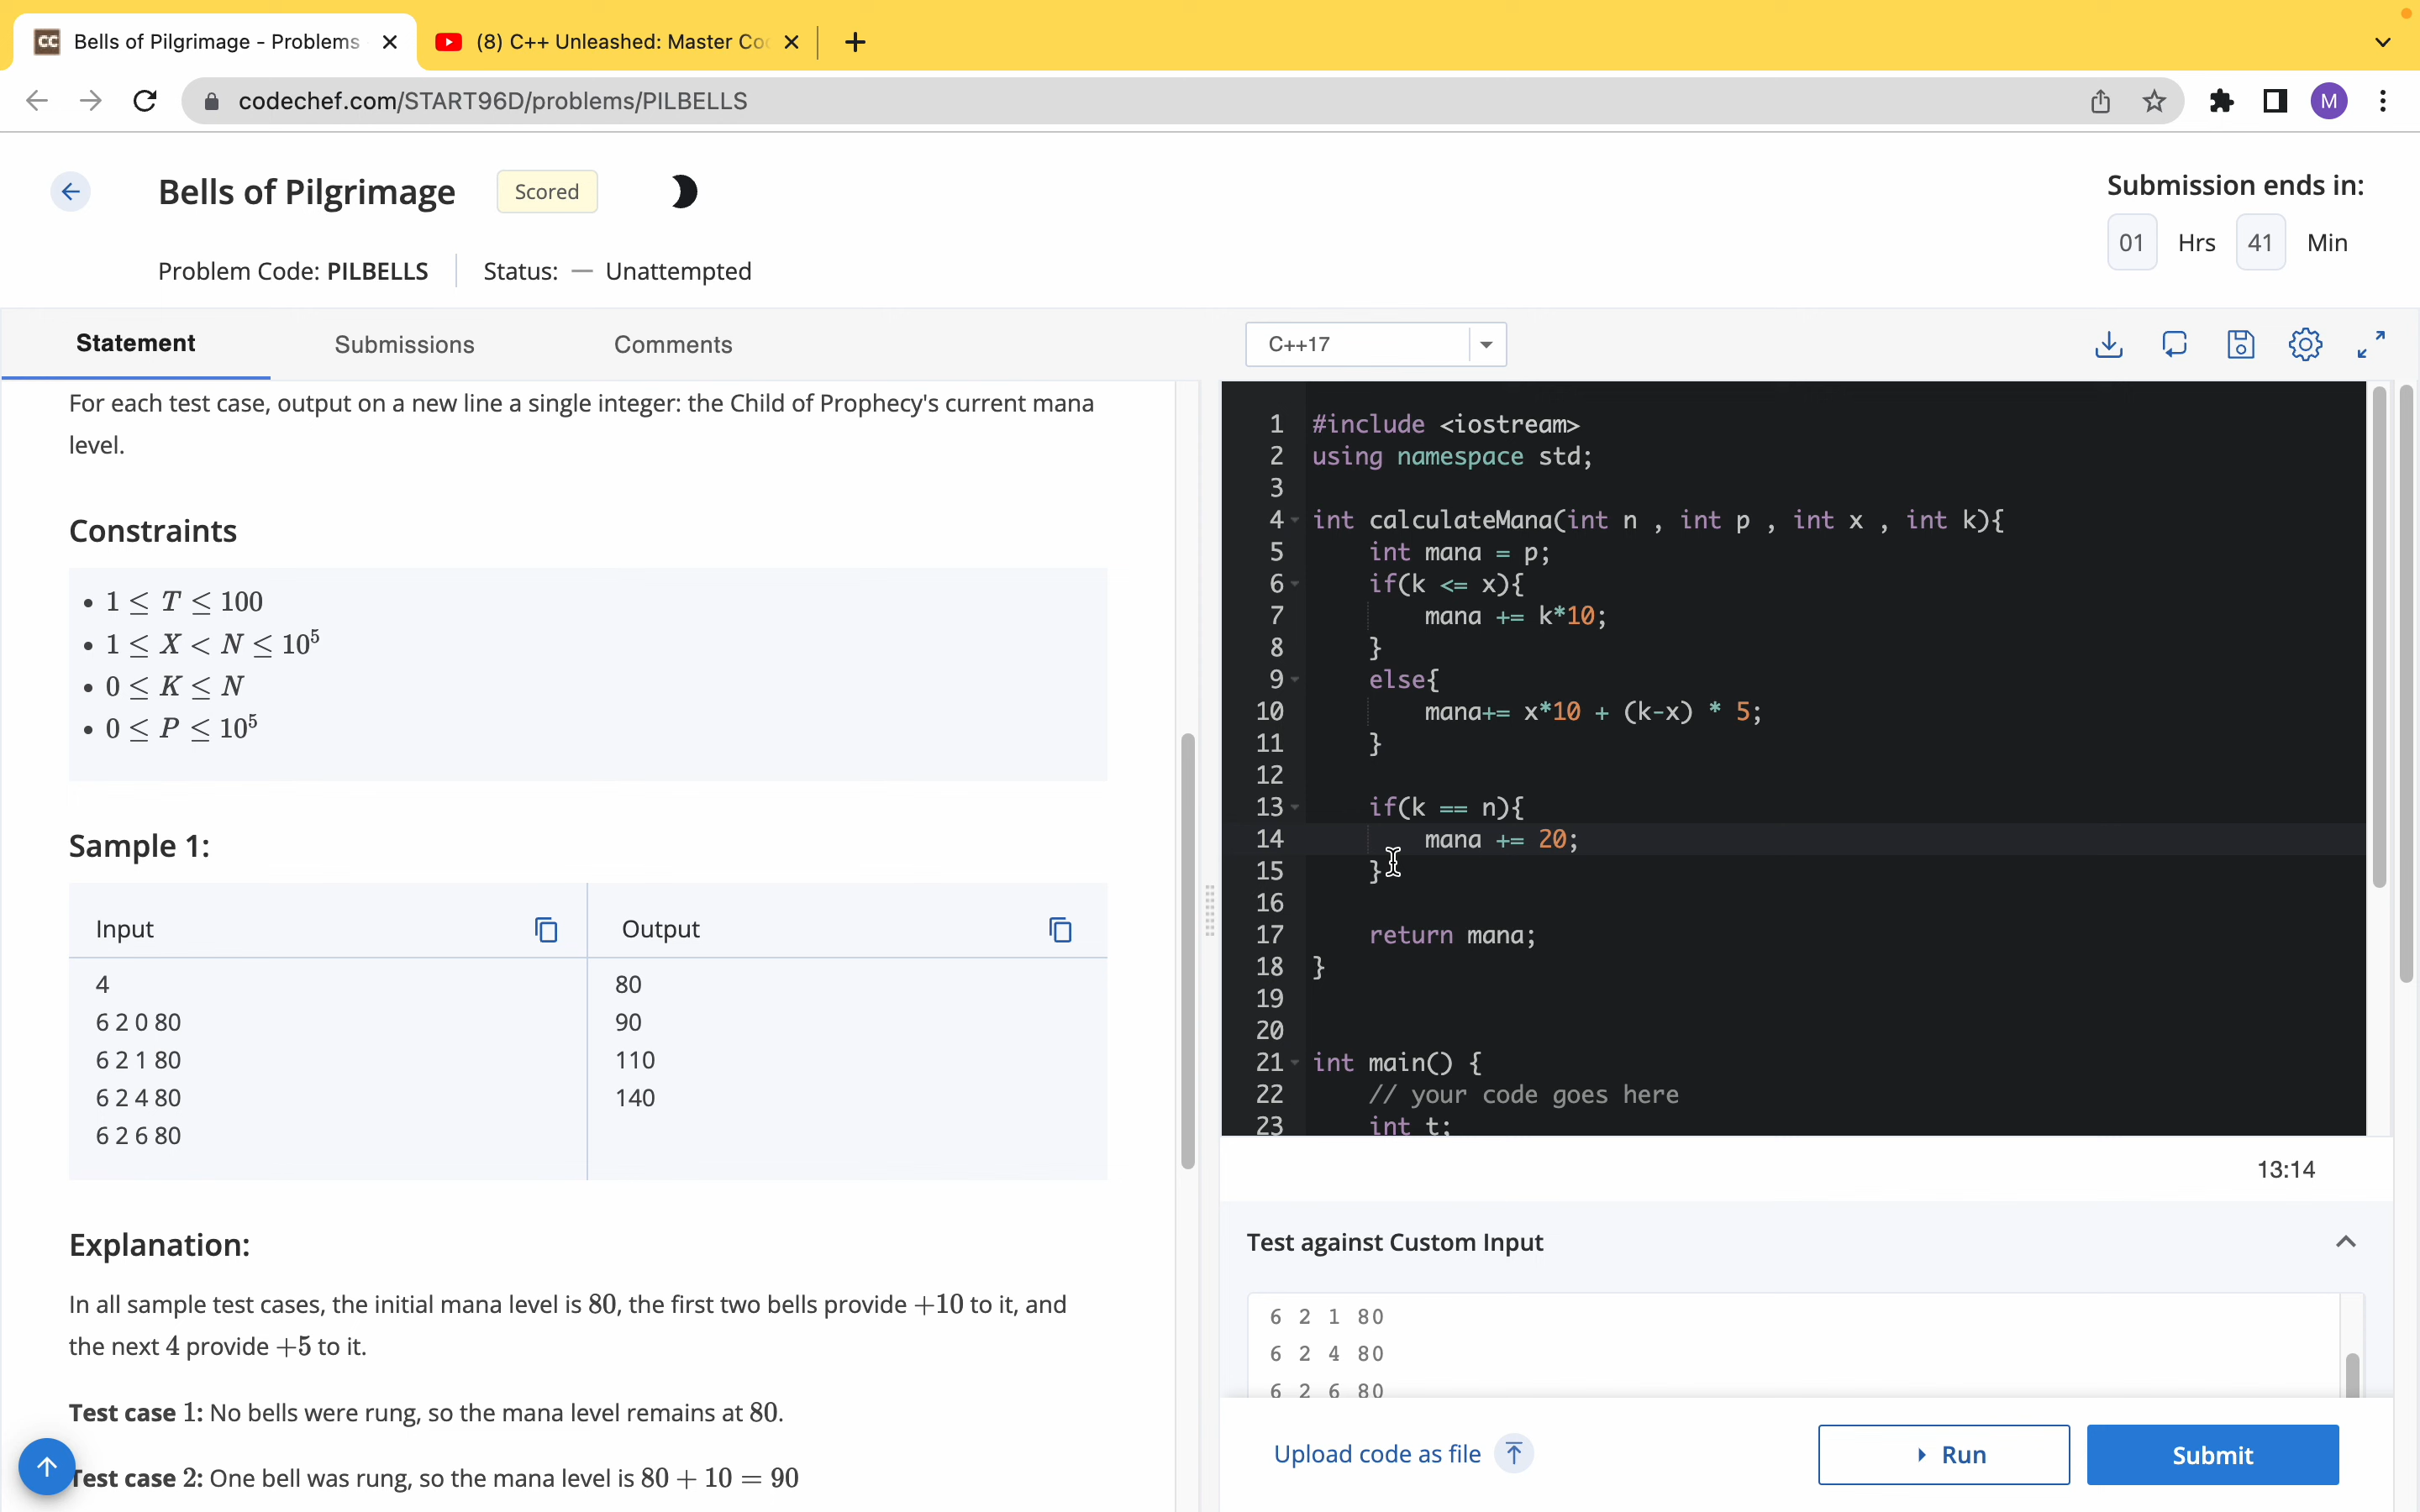 Bells of Pilgrimage - Problems
(8) C++ Unleashed: Master Co
codechef.com/START96D/problems/PILBELLS
M
Bells of Pilgrimage
Scored
Submission ends in:
01 Hrs 41 Min
Problem Code: PILBELLS
Status: — Unattempted
Statement
Submissions
Comments
For each test case, output on a new line a single integer: the Child of Prophecy's current mana
level.
Constraints
• 1 ≤ T ≤ 100
• 1 ≤ X < N ≤ 10^5
• 0 ≤ K ≤ N
• 0 ≤ P ≤ 10^5
Sample 1:
Input
Output
4
6 2 0 80
6 2 1 80
6 2 4 80
6 2 6 80
80
90
110
140
Explanation:
In all sample test cases, the initial mana level is 80, the first two bells provide +10 to it, and
the next 4 provide +5 to it.
Test case 1: No bells were rung, so the mana level remains at 80.
Test case 2: One bell was rung, so the mana level is 80 + 10 = 90
C++17
1 #include <iostream>
2 using namespace std;
3
4 int calculateMana(int n , int p , int x , int k){
5 int mana = p;
6 if(k <= x){
7 mana += k*10;
8 }
9 else{
10 mana+= x*10 + (k-x) * 5;
11 }
12
13 if(k == n){
14 mana += 20;
15 }
16
17 return mana;
18 }
19
20
21 int main() {
22 // your code goes here
23 int t;
13:14
Test against Custom Input
6 2 1 80
6 2 4 80
6 2 6 80
Upload code as file
Run
Submit